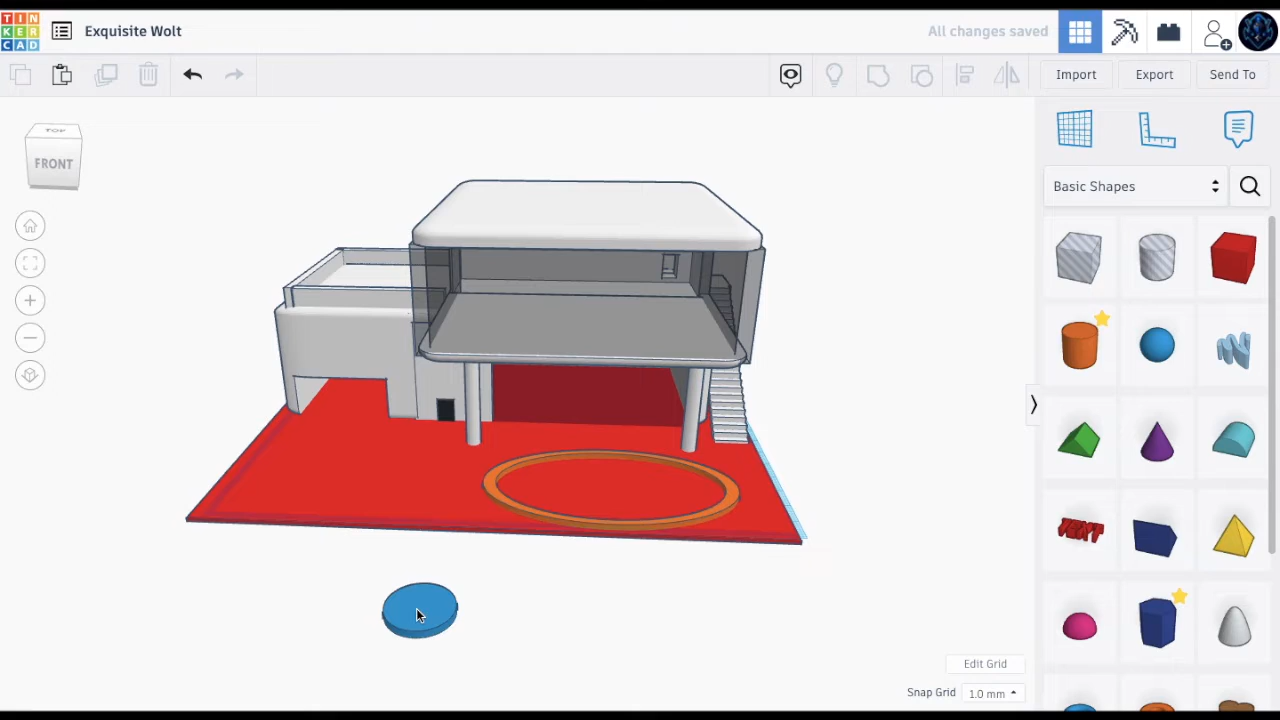 TIN
KER
CAD
Exquisite Wolt
All changes saved
Import
Export
Send To
TOP
FRONT
Basic Shapes
TEXT
Edit Grid
Snap Grid
1.0 mm